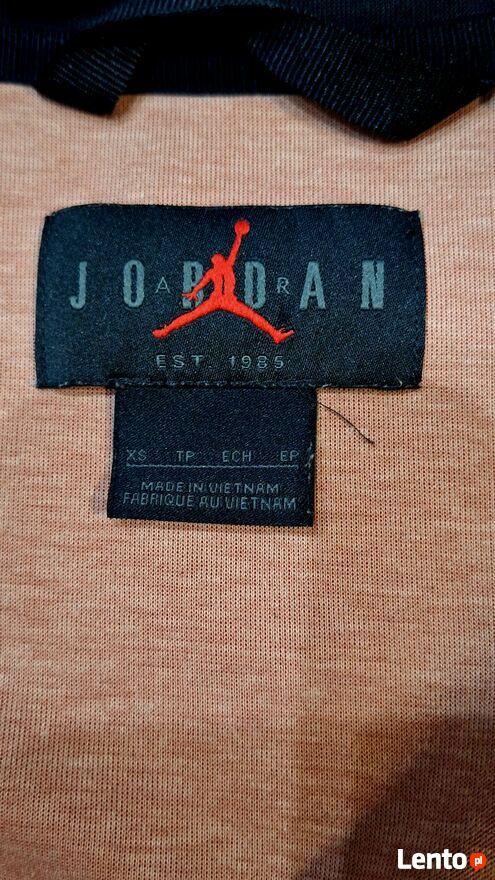 JORDAN
AIR
EST. 1985
XS TP ECH EP
MADE IN VIETNAM
FABRIQUE AU VIETNAM
Lento.pl